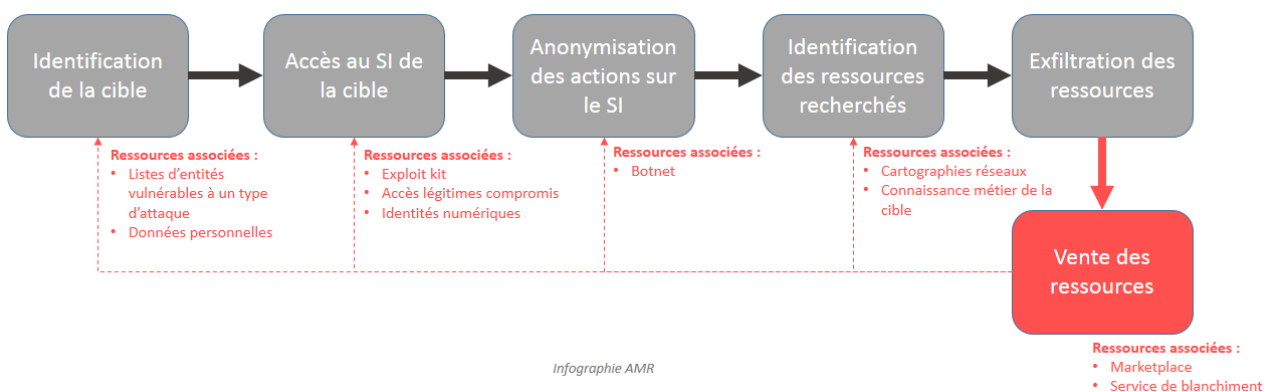 Identification
de la cible
Accès au SI de
la cible
Anonymisation
des actions sur
le SI
Identification
des ressources
recherchés
Exfiltration des
ressources
Ressources associées :
• Listes d'entités
vulnérables à un type
d'attaque
• Données personnelles
Ressources associées :
• Exploit kit
• Accès légitimes compromis
• Identités numériques
Ressources associées :
• Botnet
Ressources associées :
• Cartographies réseaux
• Connaissance métier de la
cible
Vente des
ressources
Ressources associées :
• Marketplace
• Service de blanchiment
Infographie AMR